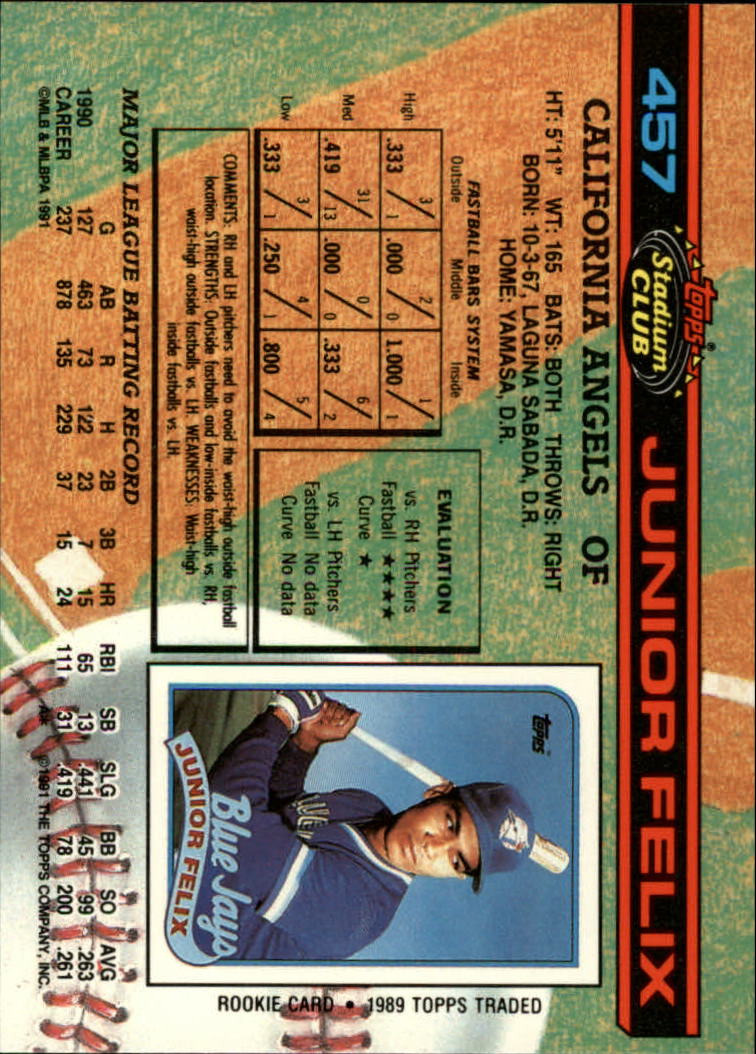 457
Topps®
Stadium
CLUB
JUNIOR FELIX
CALIFORNIA ANGELS OF
HT: 5'11" WT: 165 BATS: BOTH THROWS: RIGHT
BORN: 10-3-67, LAGUNA SABADA, D.R.
HOME: YAMASA, D.R.
FASTBALL BARS SYSTEM
Outside Middle Inside
High .333 3/1 .000 2/0 1.000 1/1
Med .419 31/13 .000 0/0 .333 6/2
Low .333 3/1 .250 4/1 .800 5/4
EVALUATION
vs. RH Pitchers
Fastball ★★★★
Curve ★
vs. LH Pitchers
Fastball No data
Curve No data
COMMENTS: RH and LH pitchers need to avoid the waist-high outside fastball
location. STRENGTHS: Outside fastballs and low-inside fastballs vs. RH,
waist-high outside fastballs vs. LH. WEAKNESSES: Waist-high
inside fastballs vs. LH.
Topps
Blue Jays
JUNIOR FELIX
ROOKIE CARD • 1989 TOPPS TRADED
MAJOR LEAGUE BATTING RECORD
G AB R H 2B 3B HR RBI SB SLG BB SO AVG
1990 127 463 73 122 23 7 15 65 13 .441 45 99 .263
CAREER 237 878 135 229 37 15 24 111 31 .419 78 200 .261
©MLB & MLBPA 1991 ©1991 THE TOPPS COMPANY, INC.